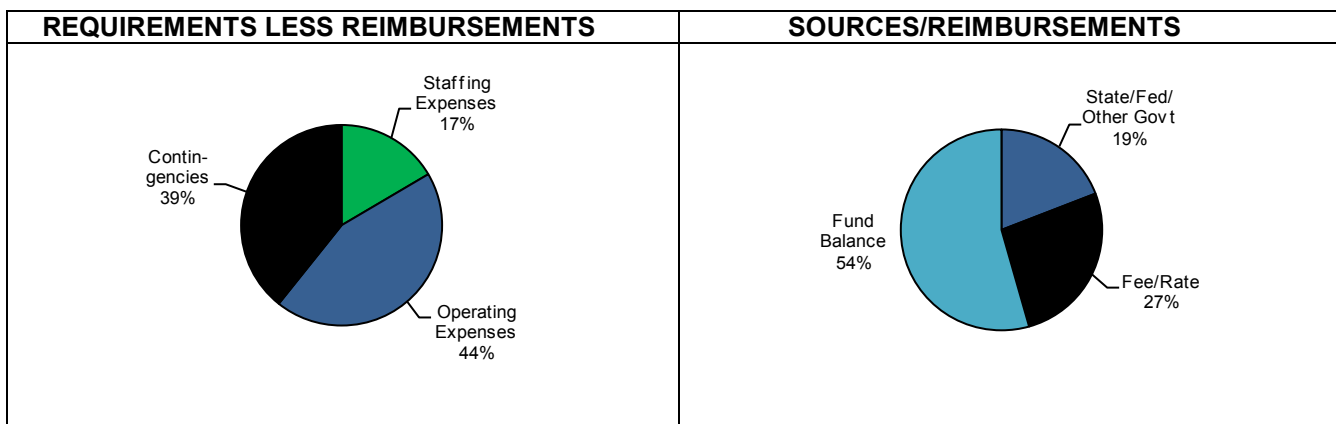 REQUIREMENTS LESS REIMBURSEMENTS
Staffing
Expenses
17%
Contin-
gencies
39%
Operating
Expenses
44%
SOURCES/REIMBURSEMENTS
State/Fed/
Other Govt
19%
Fund
Balance
54%
Fee/Rate
27%